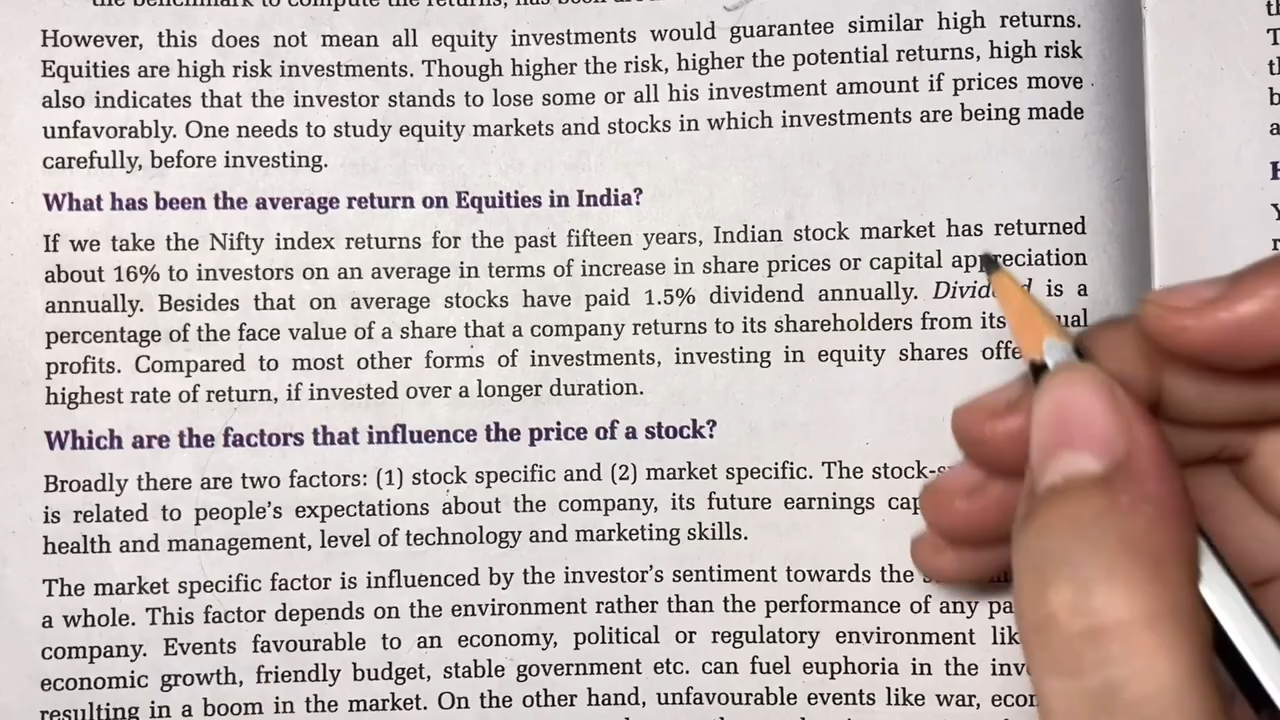 the benchmark to compute the returns, has been
However, this does not mean all equity investments would guarantee similar high returns.
Equities are high risk investments. Though higher the risk, higher the potential returns, high risk
also indicates that the investor stands to lose some or all his investment amount if prices move
unfavorably. One needs to study equity markets and stocks in which investments are being made
carefully, before investing.
What has been the average return on Equities in India?
If we take the Nifty index returns for the past fifteen years, Indian stock market has returned
about 16% to investors on an average in terms of increase in share prices or capital appreciation
annually. Besides that on average stocks have paid 1.5% dividend annually. is a
percentage of the face value of a share that a company returns to its shareholders from its
profits. Compared to most other forms of investments, investing in equity shares
highest rate of return, if invested over a longer duration.
Which are the factors that influence the price of a stock?
Broadly there are two factors: (1) stock specific and (2) market specific. The
is related to people's expectations about the company, its future earnings
health and management, level of technology and marketing skills.
The market specific factor is influenced by the investor's sentiment towards the
a whole. This factor depends on the environment rather than the performance of any
company. Events favourable to an economy, political or regulatory environment
economic growth, friendly budget, stable government etc. can fuel euphoria in the
resulting in a boom in the market. On the other hand, unfavourable events like war,